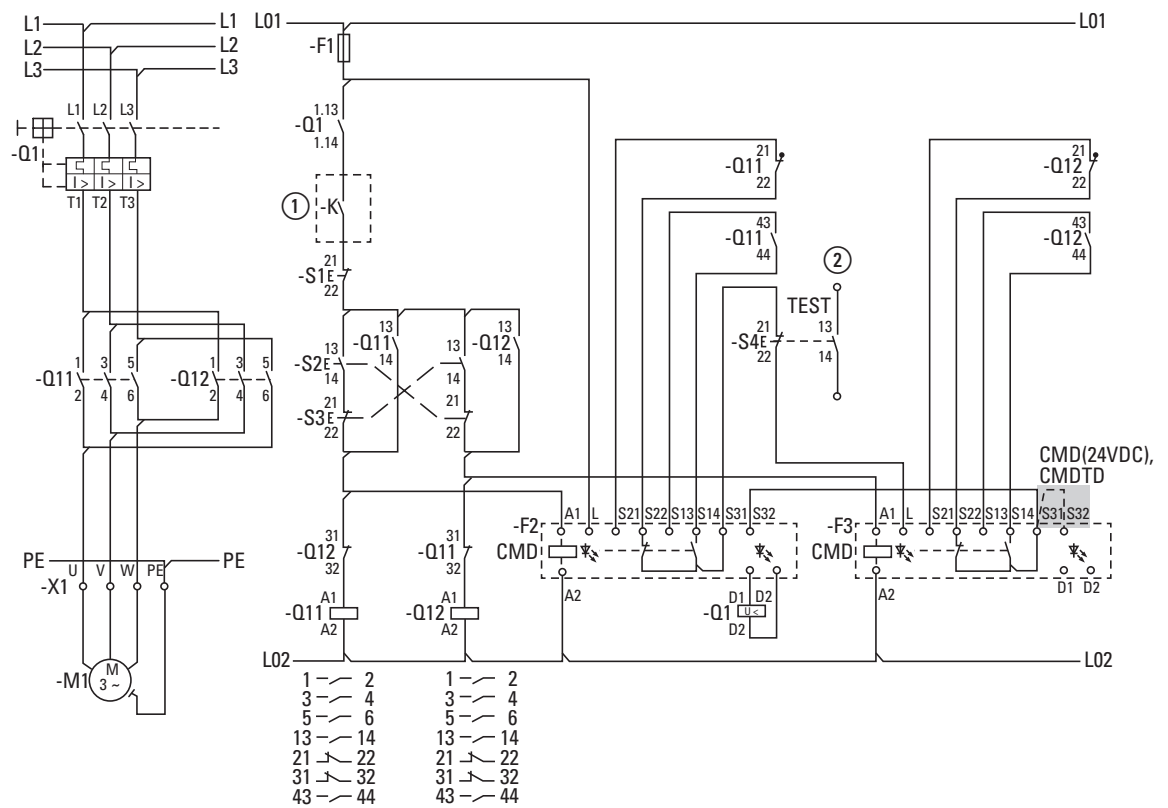 L1 L1 L01 L01
L2 L2
L3 L3
-F1
L1 L2 L3
-Q1
I > I > I >
T1 T2 T3
1.13
-Q1
1.14
1 -K
21
-S1 E
22
21
-Q11
22
21
-Q12
22
43
-Q11
44
43
-Q12
44
2
TEST
21 13
-S4 E
22 14
13 13
-Q11 -Q12
14 14
13 13
-S2 E
14 14
21 21
-S3 E
22 22
1 3 5 1 3 5
-Q11 -Q12
2 4 6 2 4 6
CMD(24VDC),
CMDTD
A1 L S21 S22 S13 S14 S31 S32
-F2
CMD
A2
D1 D2
-Q1 U <
D2
A1 L S21 S22 S13 S14 S31 S32
-F3
CMD
A2
D1 D2
31 31
-Q12 -Q11
32 32
A1 A1
-Q11 -Q12
A2 A2
PE PE
U V W PE
-X1
-M1 M
3 ~
L02 L02
1 2 1 2
3 4 3 4
5 6 5 6
13 14 13 14
21 22 21 22
31 32 31 32
43 44 43 44